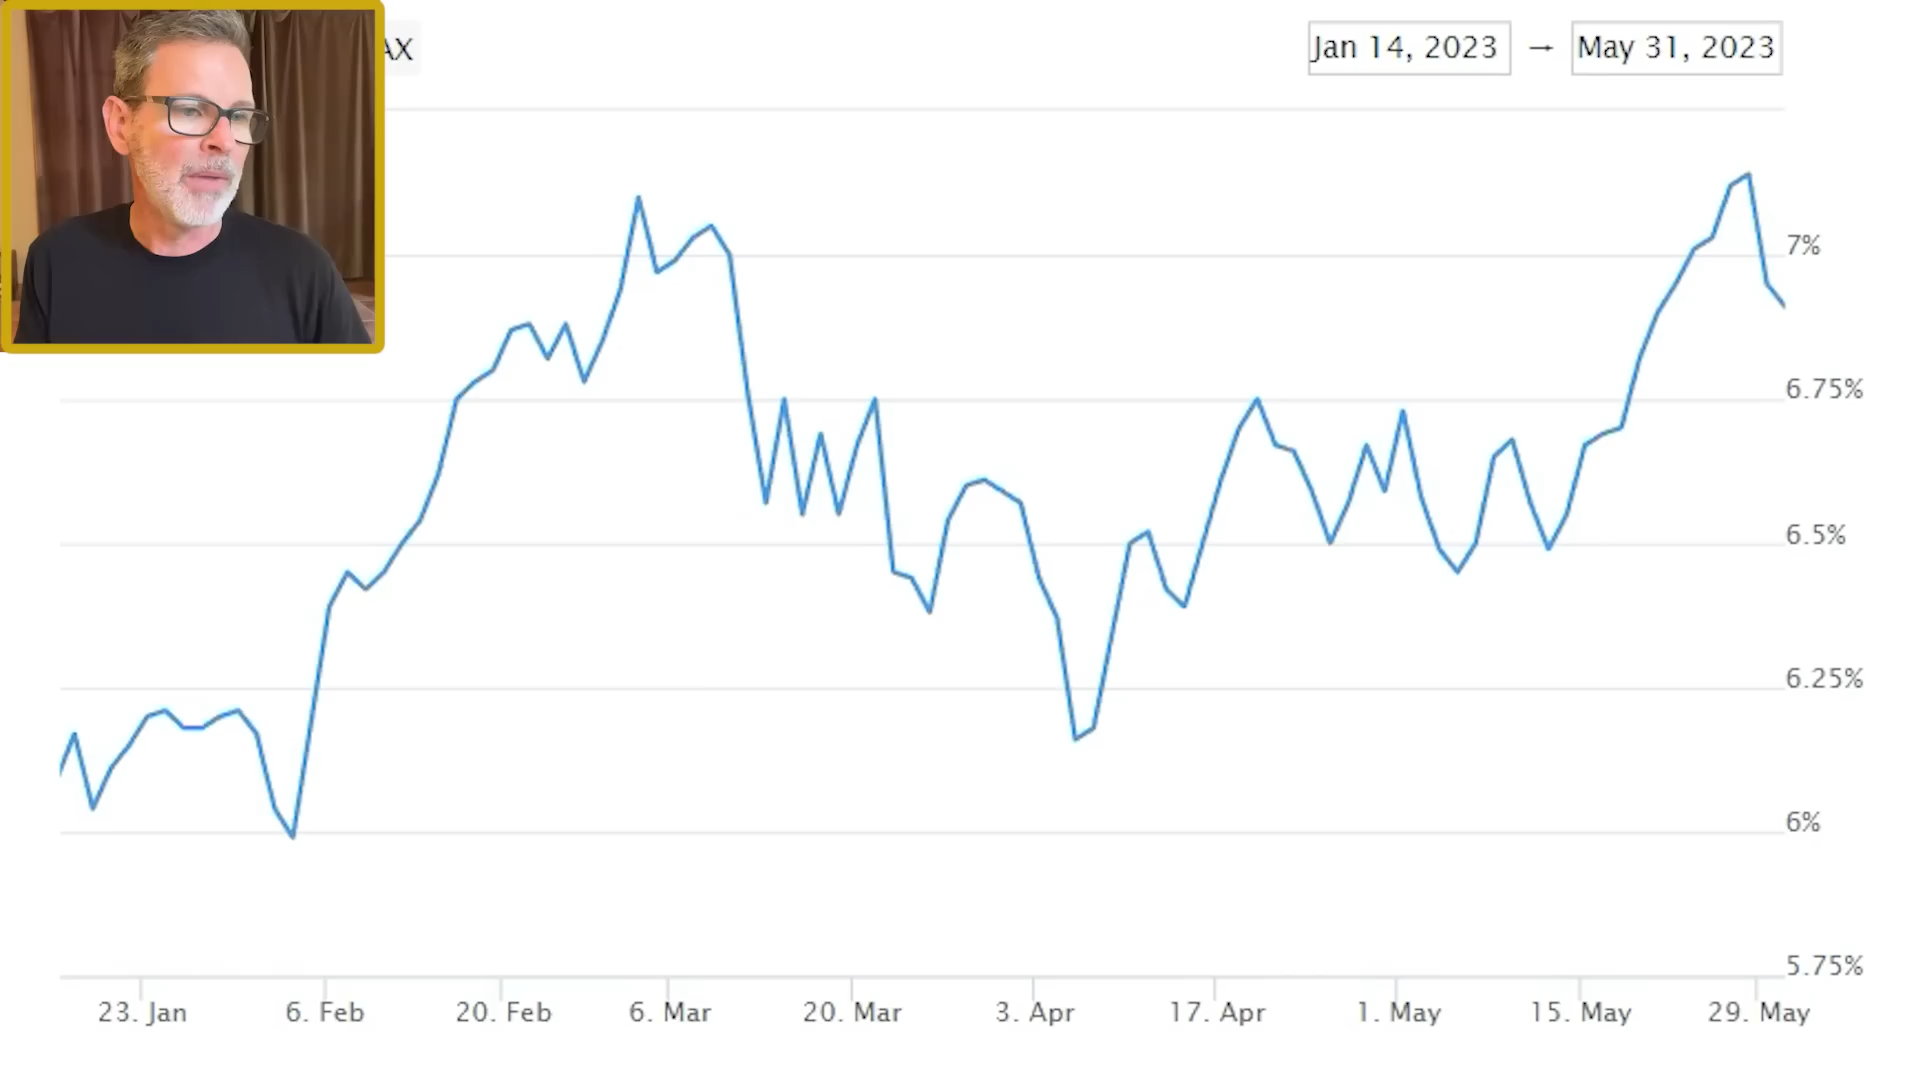 AX
Jan 14, 2023 → May 31, 2023
7%
6.75%
6.5%
6.25%
6%
5.75%
23. Jan 6. Feb 20. Feb 6. Mar 20. Mar 3. Apr 17. Apr 1. May 15. May 29. May